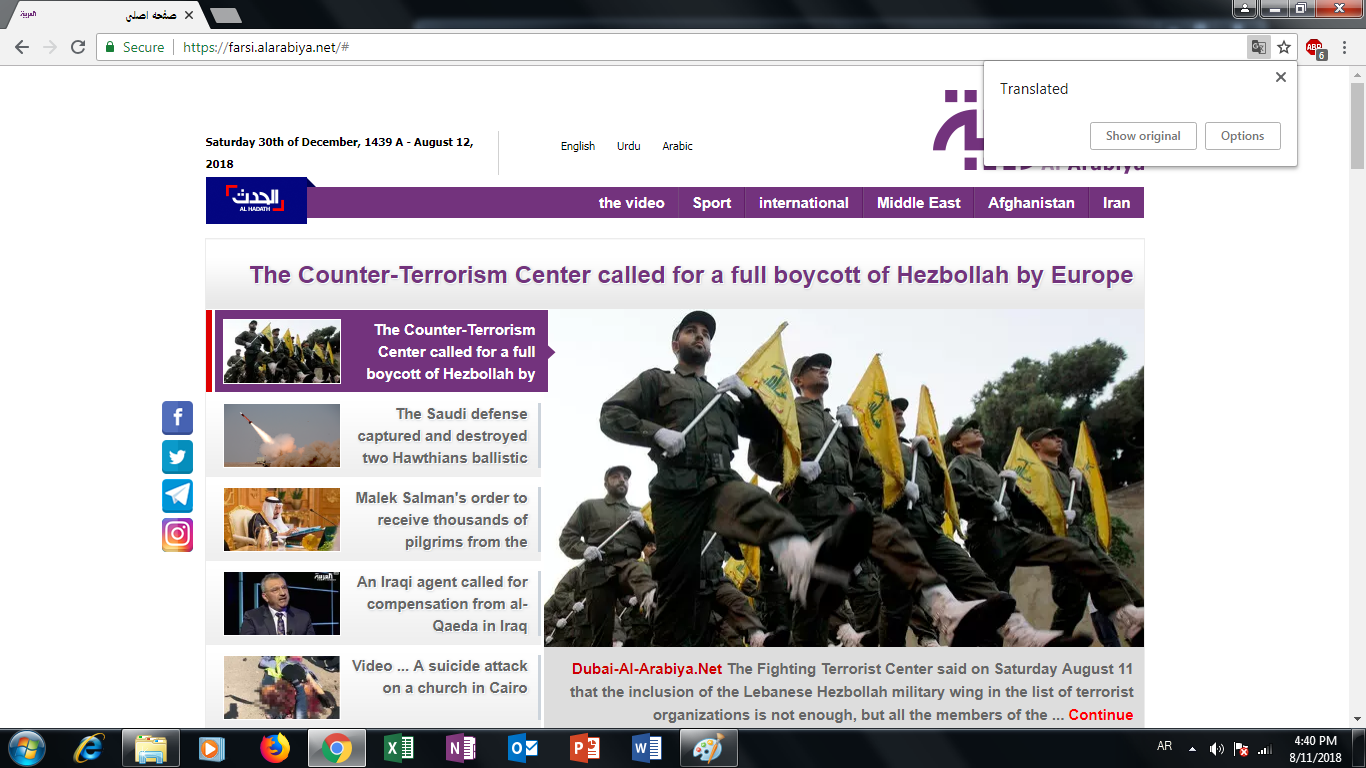 صفحه اصلی
Secure
https://farsi.alarabiya.net/#
ABP
6
Translated
Show original
Options
Saturday 30th of December, 1439 A - August 12,
2018
English
Urdu
Arabic
Al Arabiya
الحدث
AL HADATH
the video
Sport
international
Middle East
Afghanistan
Iran
The Counter-Terrorism Center called for a full boycott of Hezbollah by Europe
The Counter-Terrorism
Center called for a full
boycott of Hezbollah by
The Saudi defense
captured and destroyed
two Hawthians ballistic
Malek Salman's order to
receive thousands of
pilgrims from the
An Iraqi agent called for
compensation from al-
Qaeda in Iraq
Video ... A suicide attack
on a church in Cairo
Dubai-Al-Arabiya.Net The Fighting Terrorist Center said on Saturday August 11
that the inclusion of the Lebanese Hezbollah military wing in the list of terrorist
organizations is not enough, but all the members of the ... Continue
AR
4:40 PM
8/11/2018